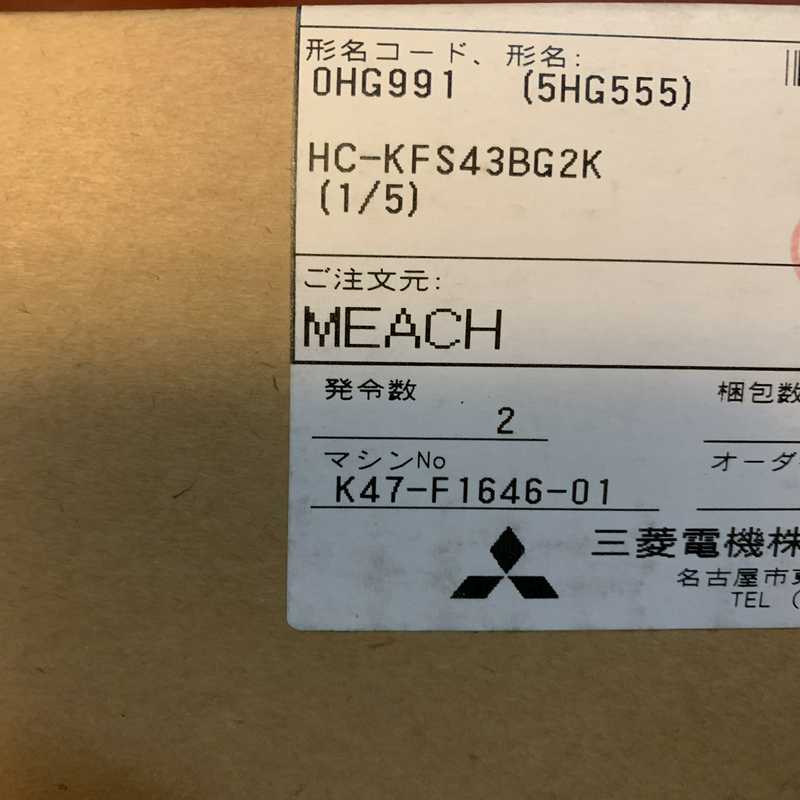 形名コード、形名:
0HG991 (5HG555)
HC-KFS43BG2K
(1/5)
ご注文元:
MEACH
発令数 梱包数
2
マシンNo オーダ
K47-F1646-01
三菱電機株
名古屋市東
TEL (